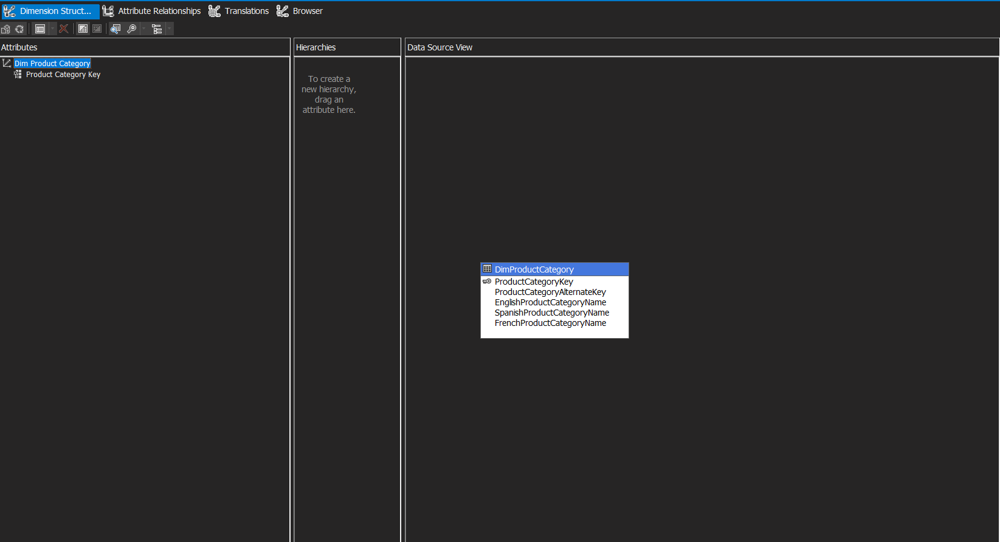 Dimension Struct... Attribute Relationships Translations Browser
Attributes
Dim Product Category
Product Category Key
Hierarchies
To create a
new hierarchy,
drag an
attribute here.
Data Source View
DimProductCategory
ProductCategoryKey
ProductCategoryAlternateKey
EnglishProductCategoryName
SpanishProductCategoryName
FrenchProductCategoryName